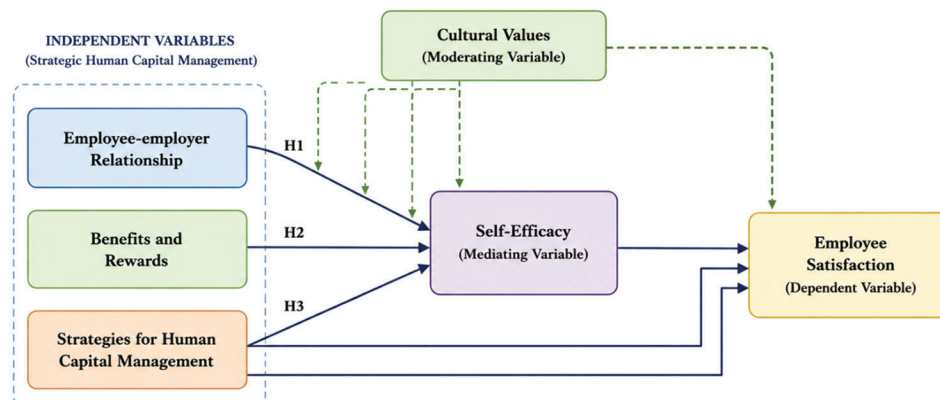 INDEPENDENT VARIABLES
(Strategic Human Capital Management)
Cultural Values
(Moderating Variable)
Employee-employer
Relationship
H1
Benefits and
Rewards
H2
Self-Efficacy
(Mediating Variable)
Employee
Satisfaction
(Dependent Variable)
H3
Strategies for Human
Capital Management